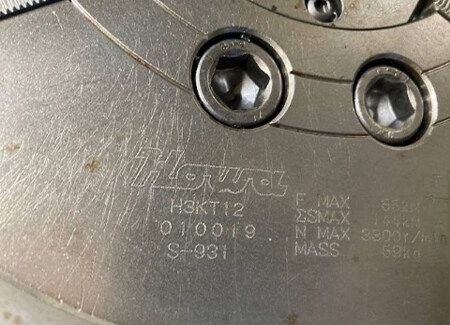 Howa
H3KT12
010019
S-931
F MAX
ΣSMAX
N MAX 3300r/min
MASS